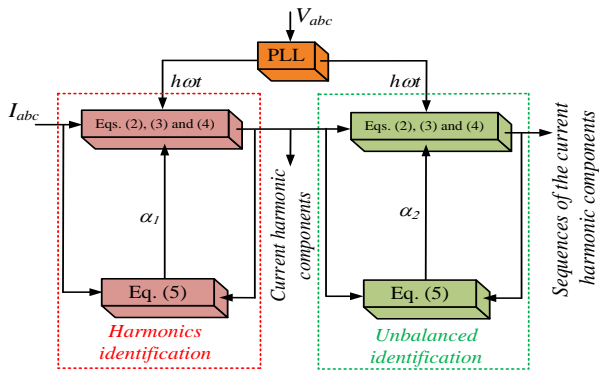 V_abc
PLL
hωt
hωt
I_abc
Eqs. (2), (3) and (4)
Eqs. (2), (3) and (4)
α_1
α_2
Current harmonic
components
Sequences of the current
harmonic components
Eq. (5)
Eq. (5)
Harmonics
identification
Unbalanced
identification